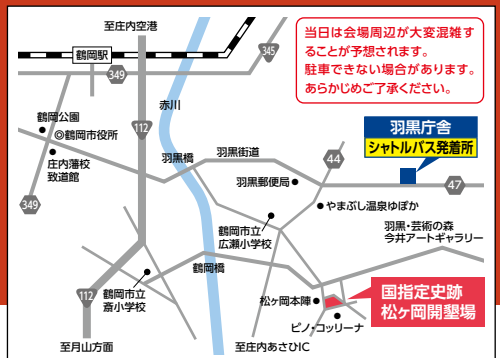 至庄内空港
鶴岡駅
349
345
当日は会場周辺が大変混雑す
ることが予想されます。
駐車できない場合があります。
あらかじめご了承ください。
赤川
鶴岡公園
◎鶴岡市役所
112
庄内藩校
致道館
羽黒橋
羽黒街道
44
羽黒庁舎
シャトルバス発着所
羽黒郵便局
47
349
やまぶし温泉ゆぽか
鶴岡市立
広瀬小学校
羽黒・芸術の森
今井アートギャラリー
鶴岡橋
112
鶴岡市立
斎小学校
松ヶ岡本陣
国指定史跡
松ヶ岡開墾場
ピノ・コッリーナ
至月山方面
至庄内あさひIC